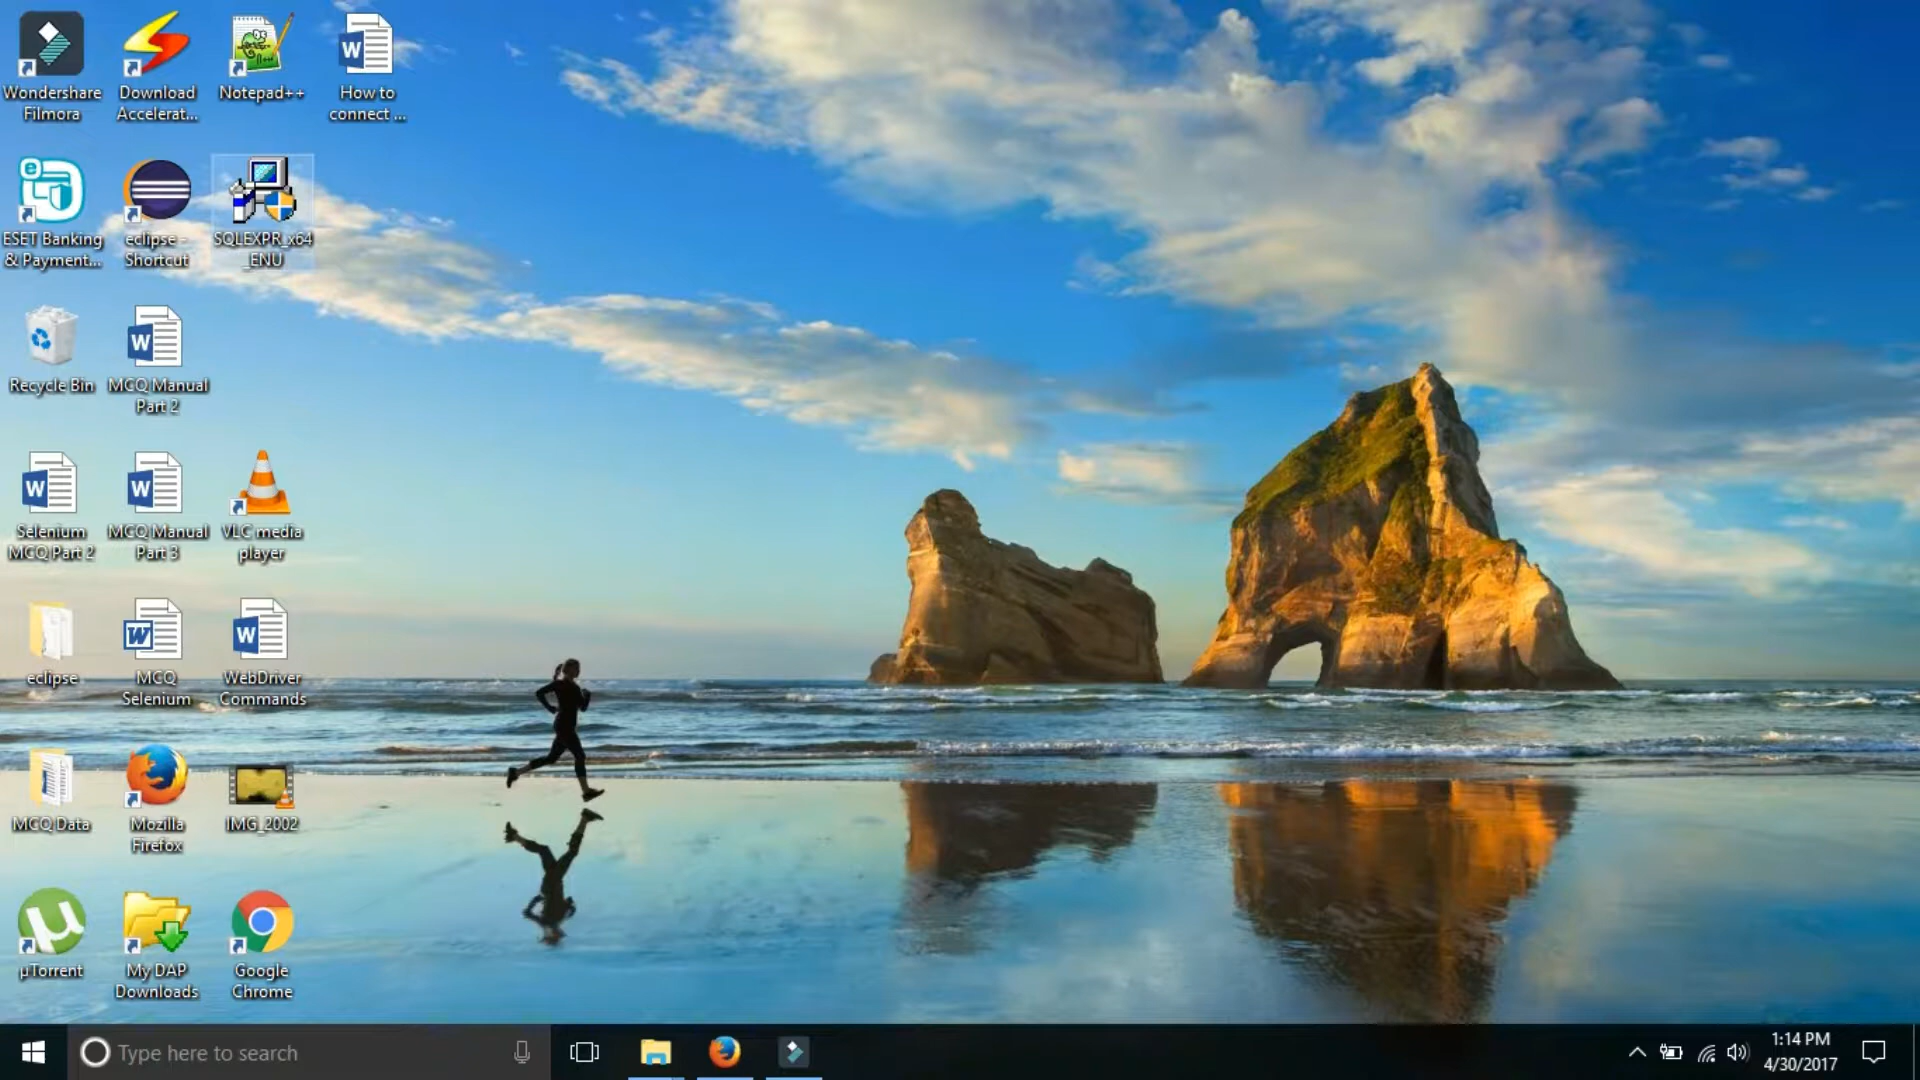 Wondershare
Filmora
Download
Accelerat...
Notepad++
How to
connect ...
ESET Banking
& Payment...
eclipse -
Shortcut
SQLEXPR_x64
_ENU
Recycle Bin
MCQ Manual
Part 2
Selenium
MCQ Part 2
MCQ Manual
Part 3
VLC media
player
eclipse
MCQ
Selenium
WebDriver
Commands
MCQ Data
Mozilla
Firefox
IMG_2002
µTorrent
My DAP
Downloads
Google
Chrome
Type here to search
1:14 PM
4/30/2017